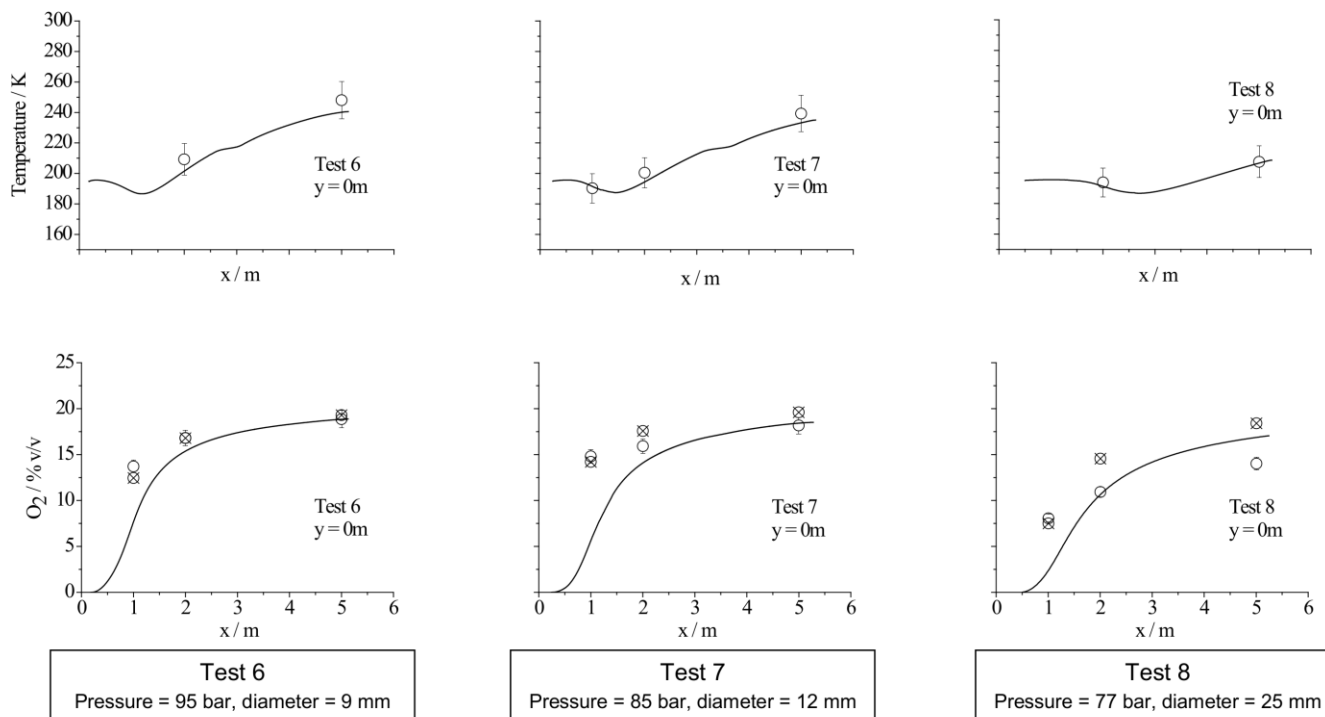 Temperature / K
300
280
260
240
220
200
180
160
Test 6
y = 0m
x / m
Test 7
y = 0m
x / m
Test 8
y = 0m
x / m
O2 / % v/v
25
20
15
10
5
0
Test 6
y = 0m
0 1 2 3 4 5 6
x / m
Test 7
y = 0m
0 1 2 3 4 5 6
x / m
Test 8
y = 0m
0 1 2 3 4 5 6
x / m
Test 6
Pressure = 95 bar, diameter = 9 mm
Test 7
Pressure = 85 bar, diameter = 12 mm
Test 8
Pressure = 77 bar, diameter = 25 mm